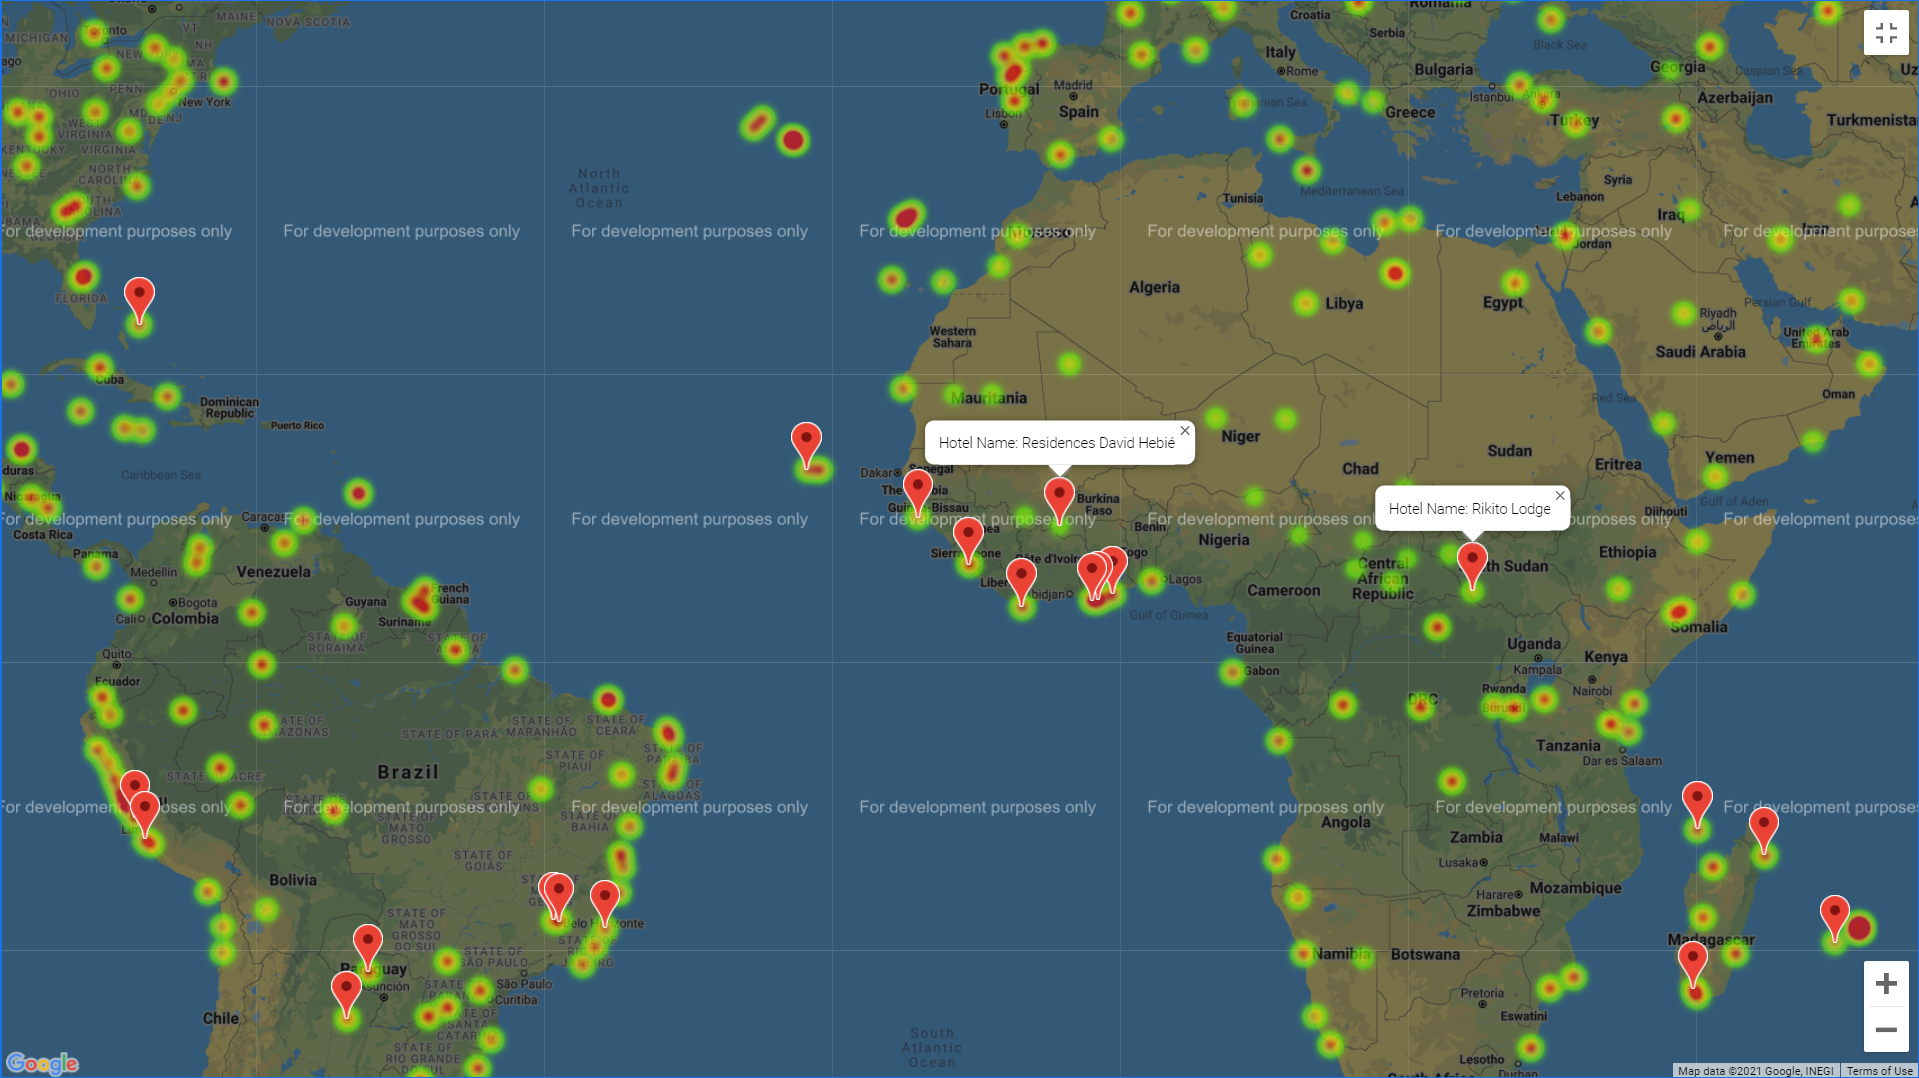 MAINE
NOVA SCOTIA
Toronto
MICHIGAN
VT
NH
NEW YORK
MA
OHIO
PENN
New York
MD
DE NJ
WEST VIRGINIA
VIRGINIA
KENTUCKY
NORTH CAROLINA
SOUTH CAROLINA
GEORGIA
FLORIDA
North
Atlantic
Ocean
Croatia
Romania
Serbia
Italy
Rome
Bulgaria
Black Sea
Georgia
Caspian Sea
Azerbaijan
Turkmenista
Istanbul
Ankara
Turkey
Greece
Tyrrhenian Sea
Portugal
Lisbon
Madrid
Spain
Mediterranean Sea
Tunisia
Syria
Lebanon
Iraq
Iran
Jordan
Morocco
For development purposes only
For development purposes only
For development purposes only
For development purposes only
For development purposes only
For development purposes only
For development purposes
Algeria
Libya
Egypt
Western
Sahara
Persian Gulf
Riyadh
الرياض
United Arab
Emirates
Saudi Arabia
Oman
Red Sea
Cuba
Dominican
Republic
Puerto Rico
Caribbean Sea
Mauritania
Niger
Chad
Sudan
Eritrea
Yemen
Gulf of Aden
Hotel Name: Residences David Hebié
Hotel Name: Rikito Lodge
Dakar
Senegal
Guinea-Bissau
Burkina
Faso
Benin
Togo
Nicaragua
Costa Rica
Panama
Caracas
Djibouti
For development purposes only
For development purposes only
For development purposes only
For development purposes only
For development purposes only
For development purposes only
For development purposes
Nigeria
Lagos
Sierra Leone
Côte d'Ivoire
Abidjan
Gulf of Guinea
Cameroon
Central
African
Republic
South Sudan
Ethiopia
Somalia
Medellín
Venezuela
Bogota
Cali
Colombia
Guyana
Suriname
French
Guiana
STATE OF
RORAIMA
Quito
Ecuador
Equatorial
Guinea
Gabon
Uganda
Kampala
Kenya
Nairobi
Rwanda
Burundi
DRC
Tanzania
Dar es Salaam
STATE OF
AMAZONAS
STATE OF PARÁ
STATE OF
MARANHÃO
STATE OF
CEARÁ
STATE OF
PIAUÍ
STATE OF
ALAGOAS
STATE OF ACRE
Brazil
For development purposes only
For development purposes only
For development purposes only
For development purposes only
For development purposes only
For development purposes only
For development purposes
STATE OF
MATO
GROSSO
STATE OF
BAHIA
STATE OF
GOIÁS
Bolivia
Angola
Zambia
Malawi
Lusaka
Harare
Mozambique
Zimbabwe
Madagascar
Namibia
Botswana
Pretoria
Eswatini
Lesotho
Durban
South Africa
STATE OF
MATO
GROSSO
DO SUL
Belo Horizonte
STATE OF
RIO DE
JANEIRO
STATE OF
SÃO PAULO
São Paulo
Curitiba
Paraguay
Asunción
STATE OF
PARANÁ
STATE OF
SANTA
CATARINA
STATE OF
RIO GRANDE
DO SUL
Chile
South
Atlantic
Ocean
Google
Map data ©2021 Google, INEGI
Terms of Use